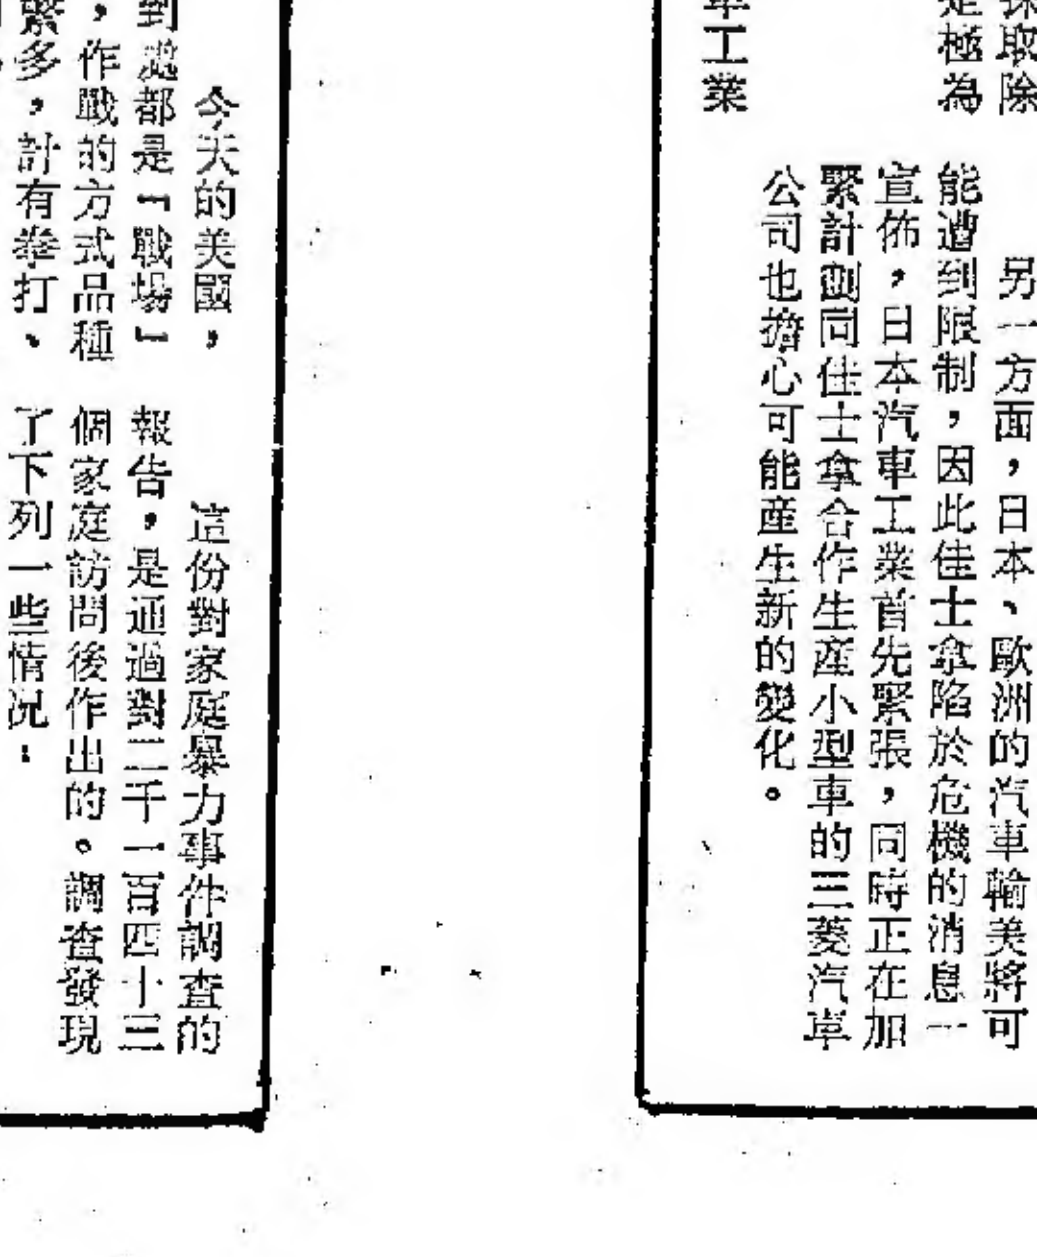 採取除
是極為
車工業
另一方面，日本、歐洲的汽車輸美將可
能遭到限制，因此佳士拿陷於危機的消息一
宣佈，日本汽車工業首先緊張，同時正在加
緊計劃同佳士拿合作生產小型車的三菱汽車
公司也擔心可能產生新的變化。
今天的美國，
到處都是「戰場」
，作戰的方式品種
繁多，計有拳打、
這份對家庭暴力事件調查的
報告，是通過對二千一百四十三
個家庭訪問後作出的。調查發現
了下列一些情況：